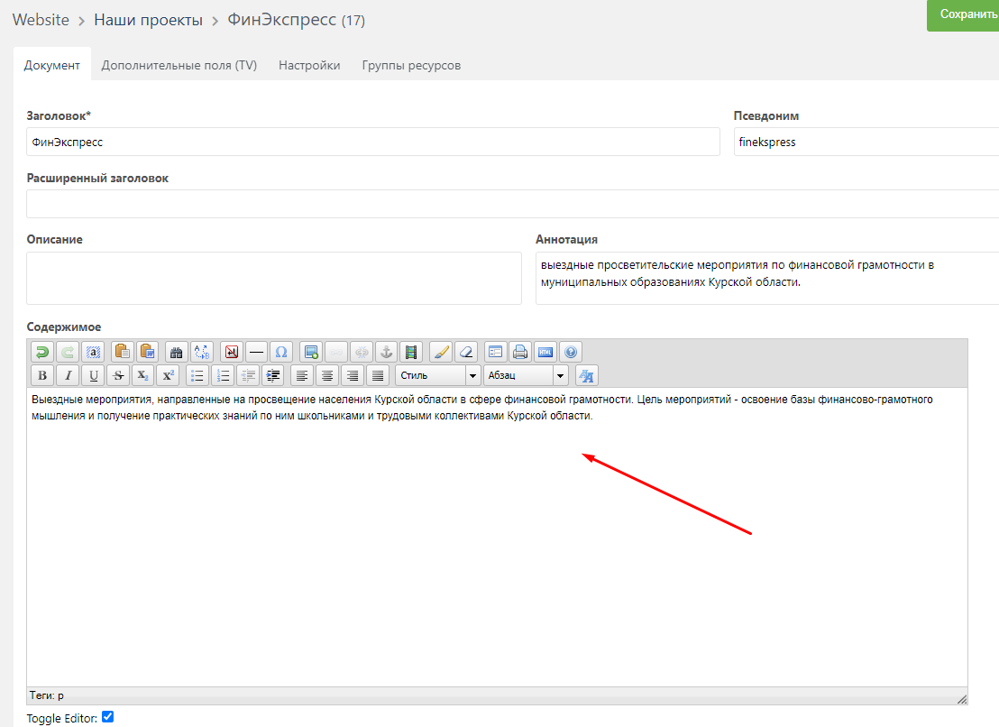 Website > Наши проекты > ФинЭкспресс (17)
Сохранить
Документ Дополнительные поля (TV) Настройки Группы ресурсов
Заголовок* Псевдоним
ФинЭкспресс finekspress
Расширенный заголовок
Описание Аннотация
выездные просветительские мероприятия по финансовой грамотности в
муниципальных образованиях Курской области.
Содержимое
HTML
B I U S X₂ X² Стиль Абзац
Выездные мероприятия, направленные на просвещение населения Курской области в сфере финансовой грамотности. Цель мероприятий - освоение базы финансово-грамотного
мышления и получение практических знаний по ним школьниками и трудовыми коллективами Курской области.
Теги: p
Toggle Editor: